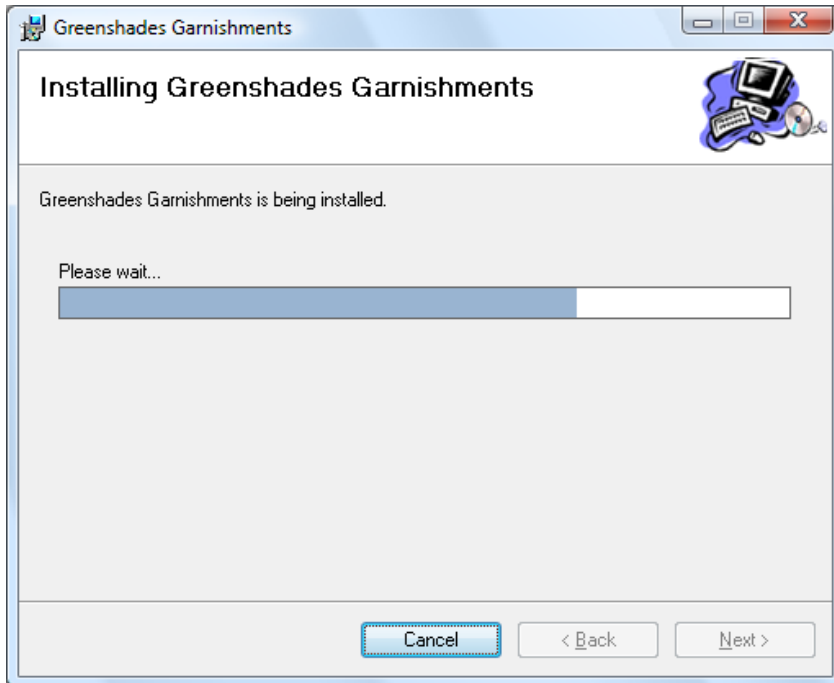 Greenshades Garnishments
Installing Greenshades Garnishments
Greenshades Garnishments is being installed.
Please wait...
Cancel < Back Next >